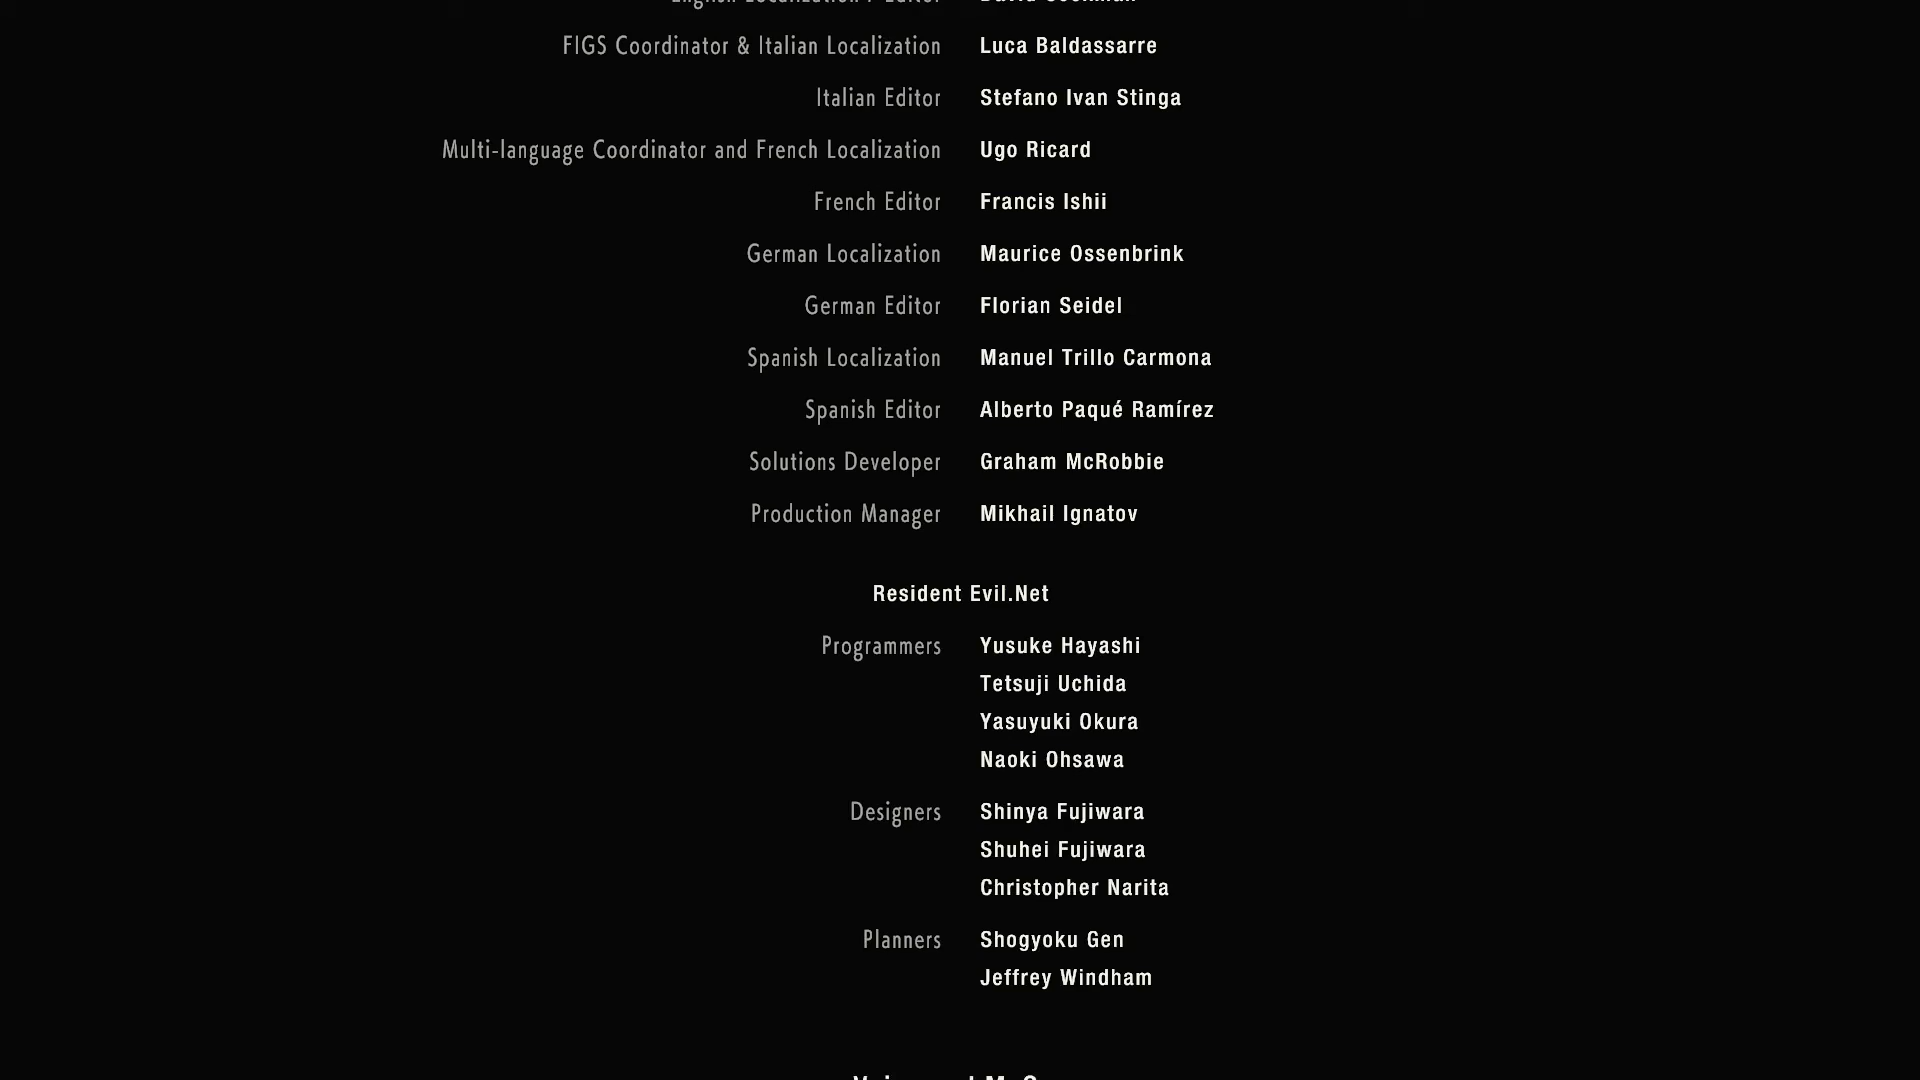 FIGS Coordinator & Italian Localization Luca Baldassarre
Italian Editor Stefano Ivan Stinga
Multi-language Coordinator and French Localization Ugo Ricard
French Editor Francis Ishii
German Localization Maurice Ossenbrink
German Editor Florian Seidel
Spanish Localization Manuel Trillo Carmona
Spanish Editor Alberto Paqué Ramírez
Solutions Developer Graham McRobbie
Production Manager Mikhail Ignatov
Resident Evil.Net
Programmers Yusuke Hayashi
Tetsuji Uchida
Yasuyuki Okura
Naoki Ohsawa
Designers Shinya Fujiwara
Shuhei Fujiwara
Christopher Narita
Planners Shogyoku Gen
Jeffrey Windham